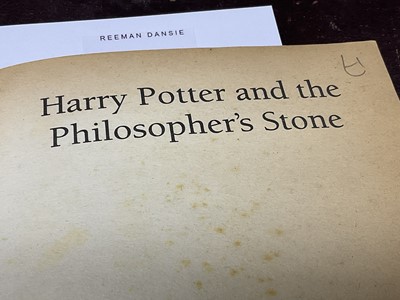 REEMAN DANSIE
Harry Potter and the
Philosopher's Stone